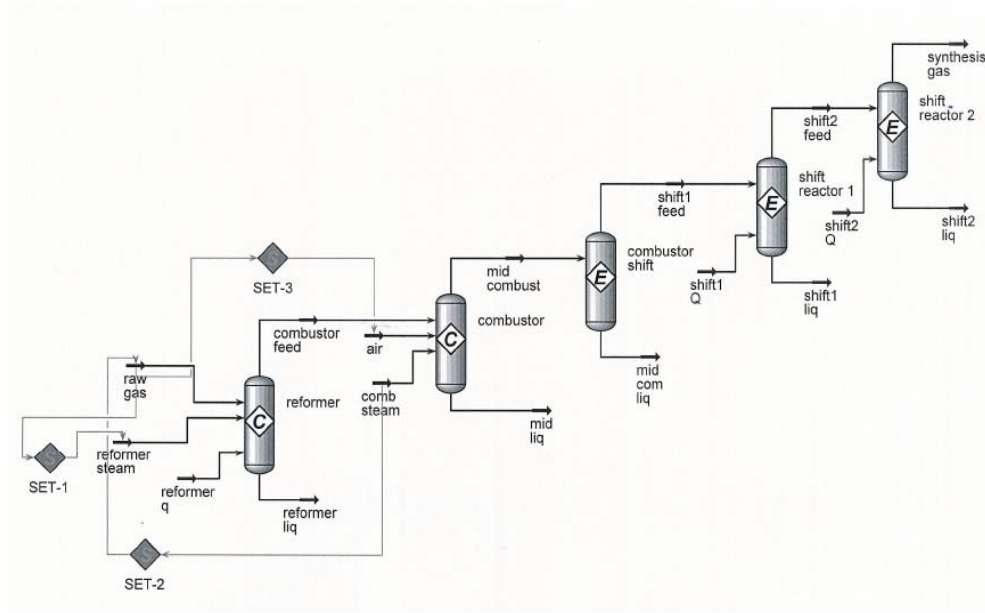 synthesis
gas
shift
reactor 2
E
shift2
feed
shift
reactor 1
E
shift2
Q
shift2
liq
shift1
feed
combustor
shift
E
shift1
Q
shift1
liq
SET-3
S
mid
combust
combustor
C
combustor
feed
air
mid
com
liq
raw
gas
reformer
C
comb
steam
mid
liq
S
SET-1
reformer
steam
reformer
q
reformer
liq
S
SET-2